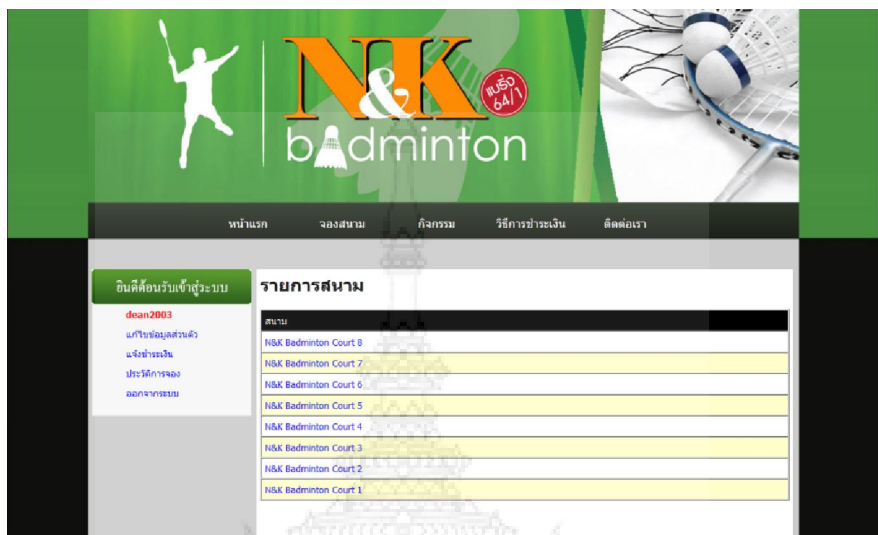 N&K
แบริ่ง
64/1
badminton
หน้าแรก จองสนาม กิจกรรม วิธีการชำระเงิน ติดต่อเรา
ยินดีต้อนรับเข้าสู่ระบบ
dean2003
แก้ไขข้อมูลส่วนตัว
แจ้งชำระเงิน
ประวัติการจอง
ออกจากระบบ
รายการสนาม
สนาม
N&K Badminton Court 8
N&K Badminton Court 7
N&K Badminton Court 6
N&K Badminton Court 5
N&K Badminton Court 4
N&K Badminton Court 3
N&K Badminton Court 2
N&K Badminton Court 1